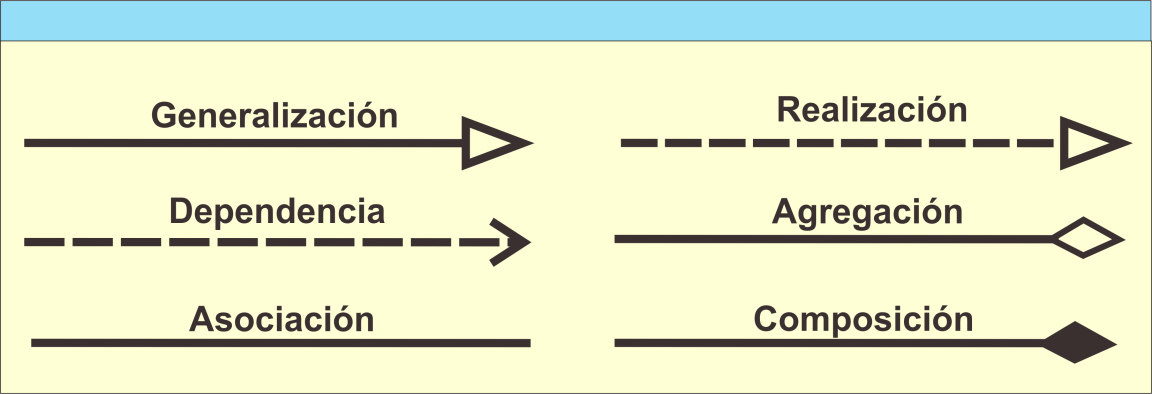 Generalización
Realización
Dependencia
Agregación
Asociación
Composición